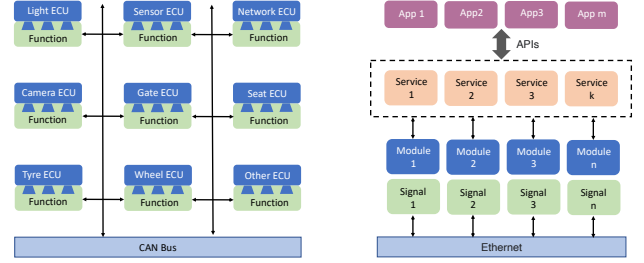 Light ECU
Function
Sensor ECU
Function
Network ECU
Function
Camera ECU
Function
Gate ECU
Function
Seat ECU
Function
Tyre ECU
Function
Wheel ECU
Function
Other ECU
Function
CAN Bus
App 1
App2
App3
App m
APIs
Service
1
Service
2
Service
3
Service
k
Module
1
Module
2
Module
3
Module
n
Signal
1
Signal
2
Signal
3
Signal
n
Ethernet